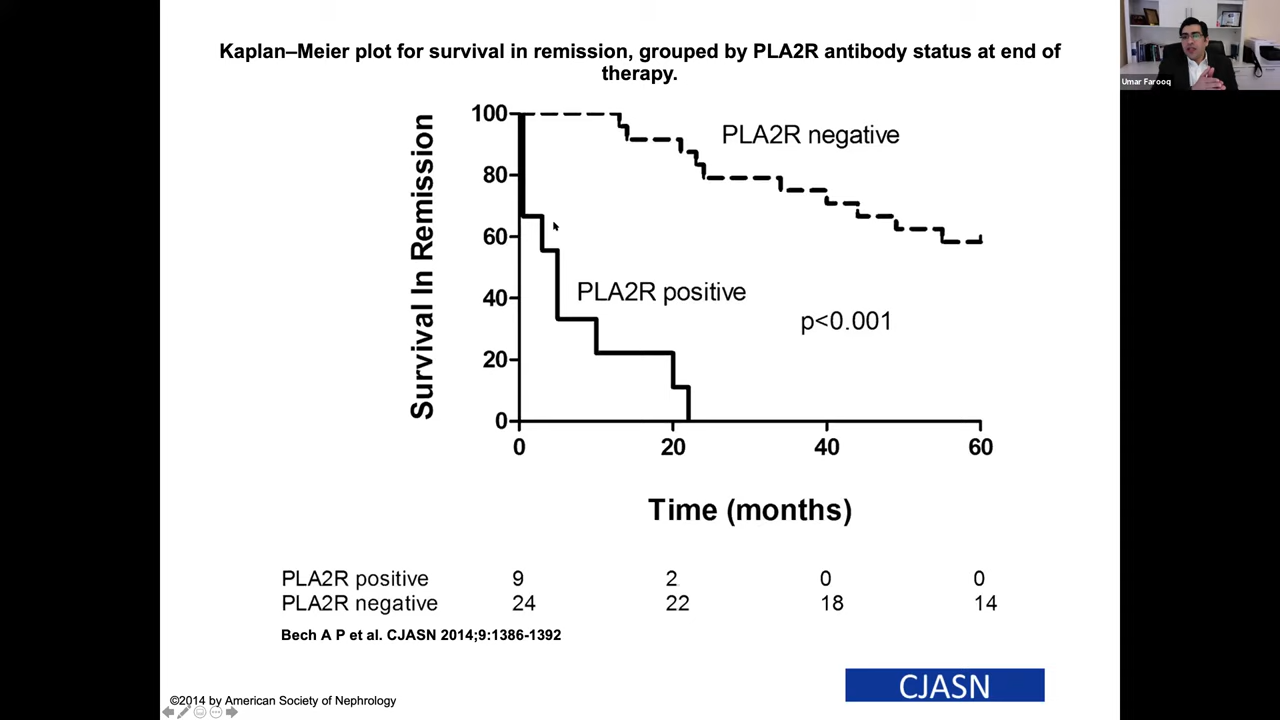 Kaplan–Meier plot for survival in remission, grouped by PLA2R antibody status at end of
therapy.
Umar Farooq
Survival In Remission
100
80
60
40
20
0
PLA2R negative
PLA2R positive
p<0.001
0 20 40 60
Time (months)
PLA2R positive 9 2 0 0
PLA2R negative 24 22 18 14
Bech A P et al. CJASN 2014;9:1386-1392
CJASN
©2014 by American Society of Nephrology